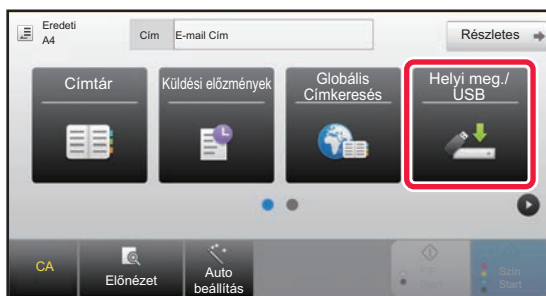 Eredeti
A4
Cím
E-mail Cím
Részletes
Címtár
Küldési előzmények
Globális
Címkeresés
Helyi meg./
USB
CA
Előnézet
Auto
beállítás
Szín
Start
Start